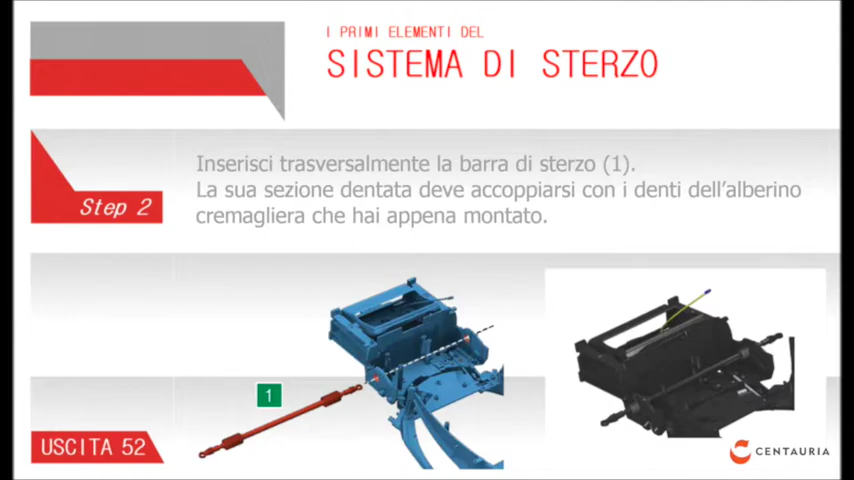 I PRIMI ELEMENTI DEL
SISTEMA DI STERZO
Inserisci trasversalmente la barra di sterzo (1).
La sua sezione dentata deve accoppiarsi con i denti dell'alberino
cremagliera che hai appena montato.
Step 2
1
USCITA 52
CENTAURIA